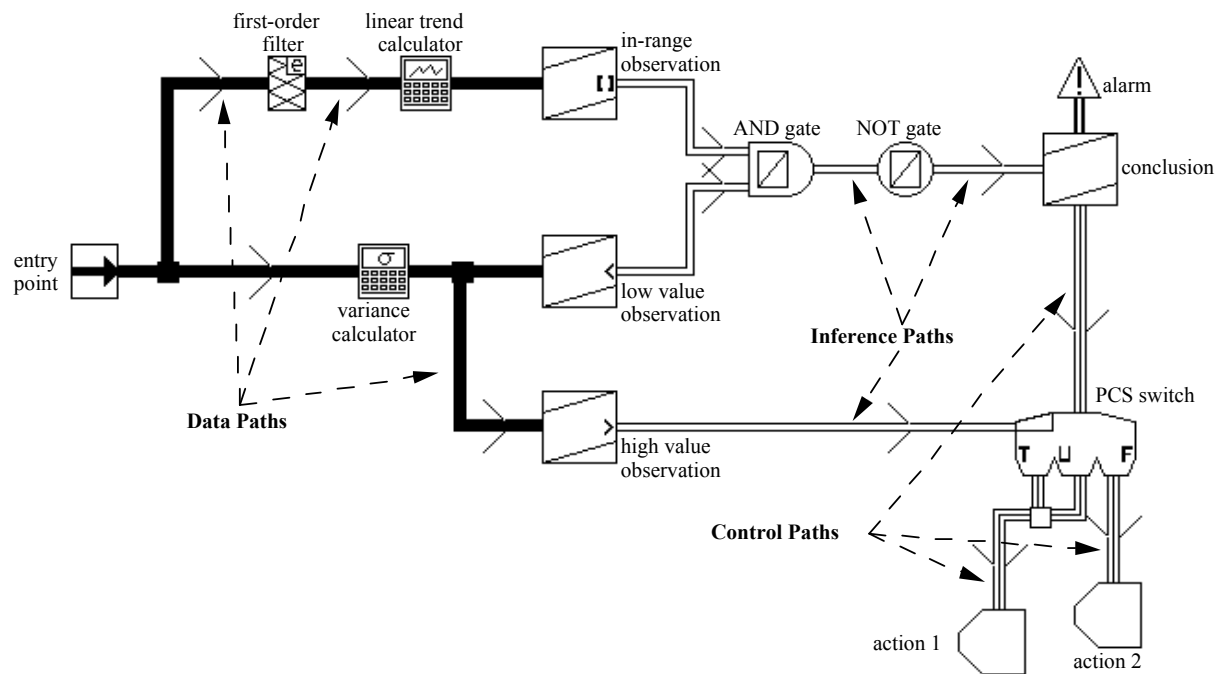 first-order
filter
linear trend
calculator
in-range
observation
e
[ ]
alarm
!
AND gate
NOT gate
conclusion
entry
point
σ
variance
calculator
<
low value
observation
Inference Paths
Data Paths
>
high value
observation
PCS switch
T U F
Control Paths
action 1
action 2